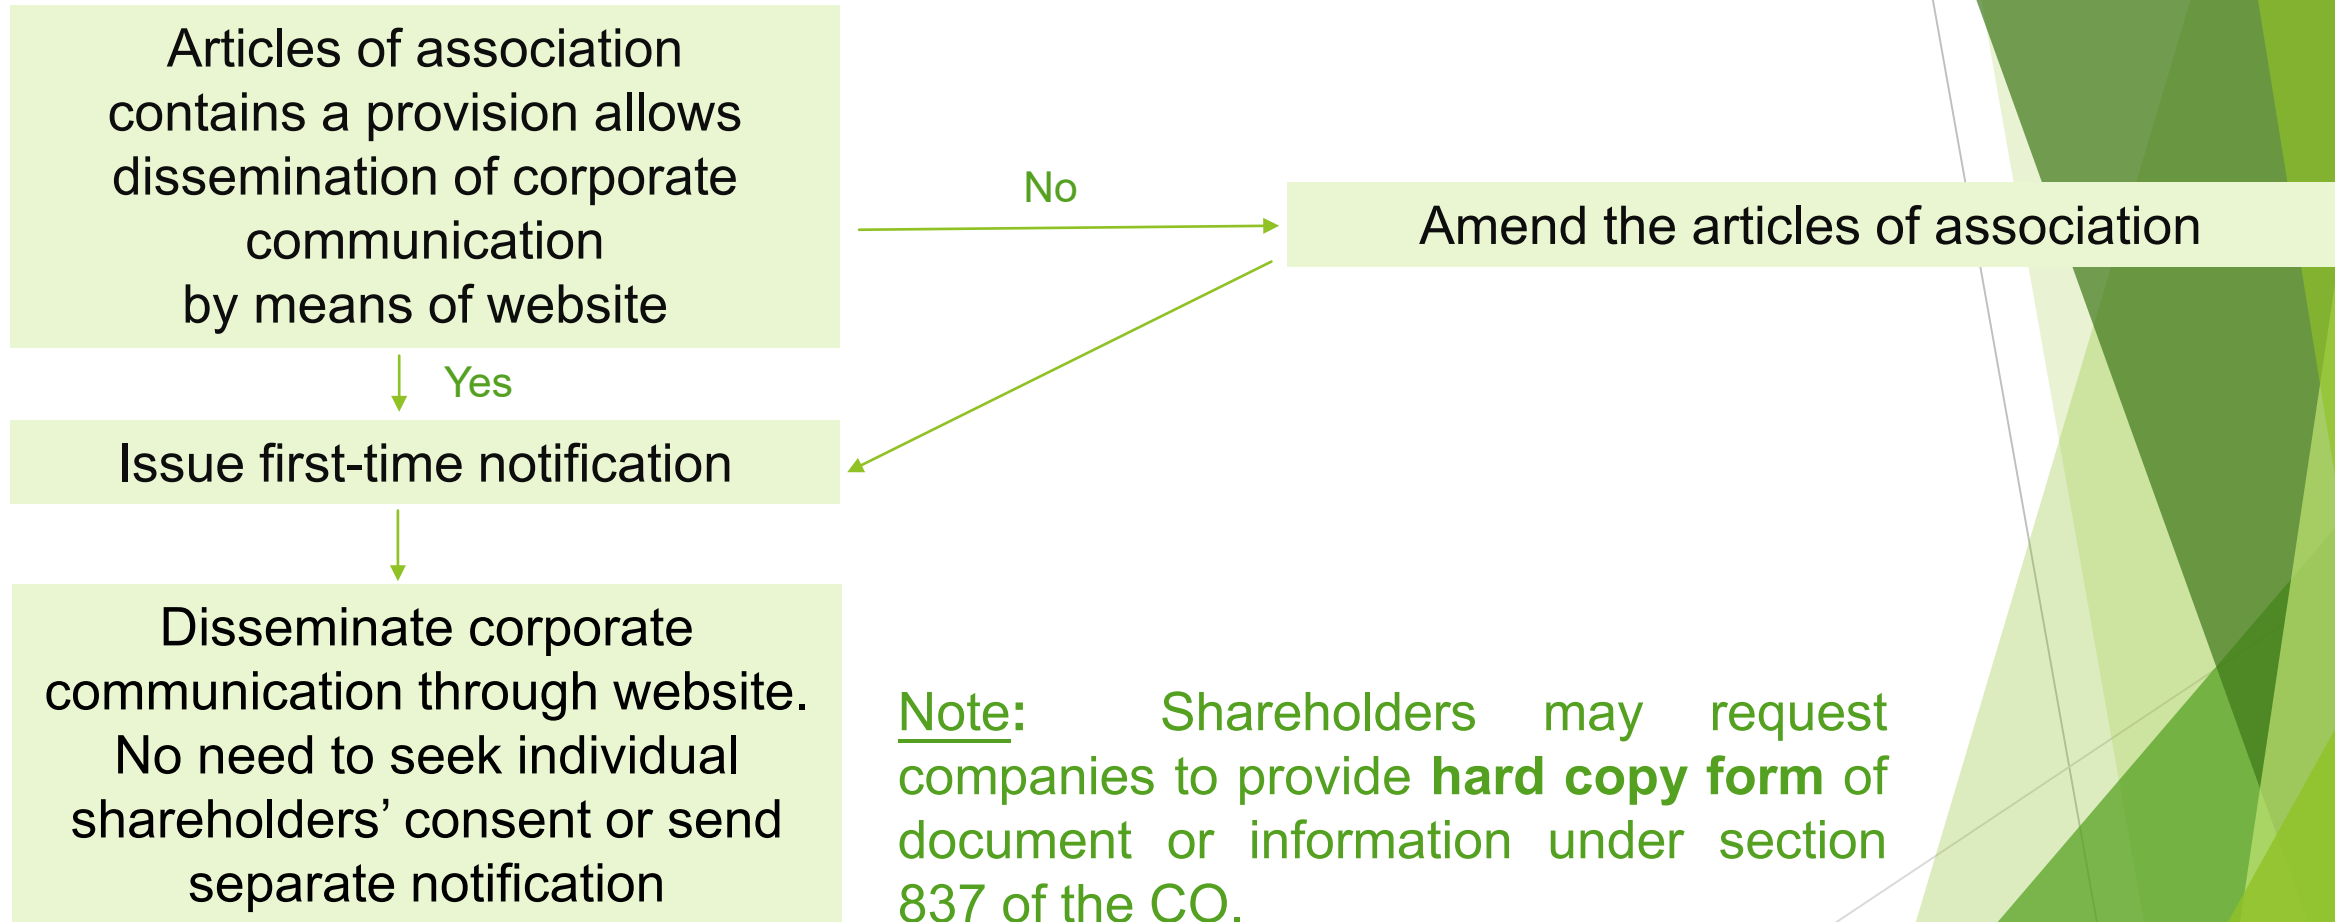 Articles of association
contains a provision allows
dissemination of corporate
communication
by means of website
No
Amend the articles of association
Yes
Issue first-time notification
Disseminate corporate
communication through website.
No need to seek individual
shareholders’ consent or send
separate notification
Note: Shareholders may request
companies to provide hard copy form of
document or information under section
837 of the CO.